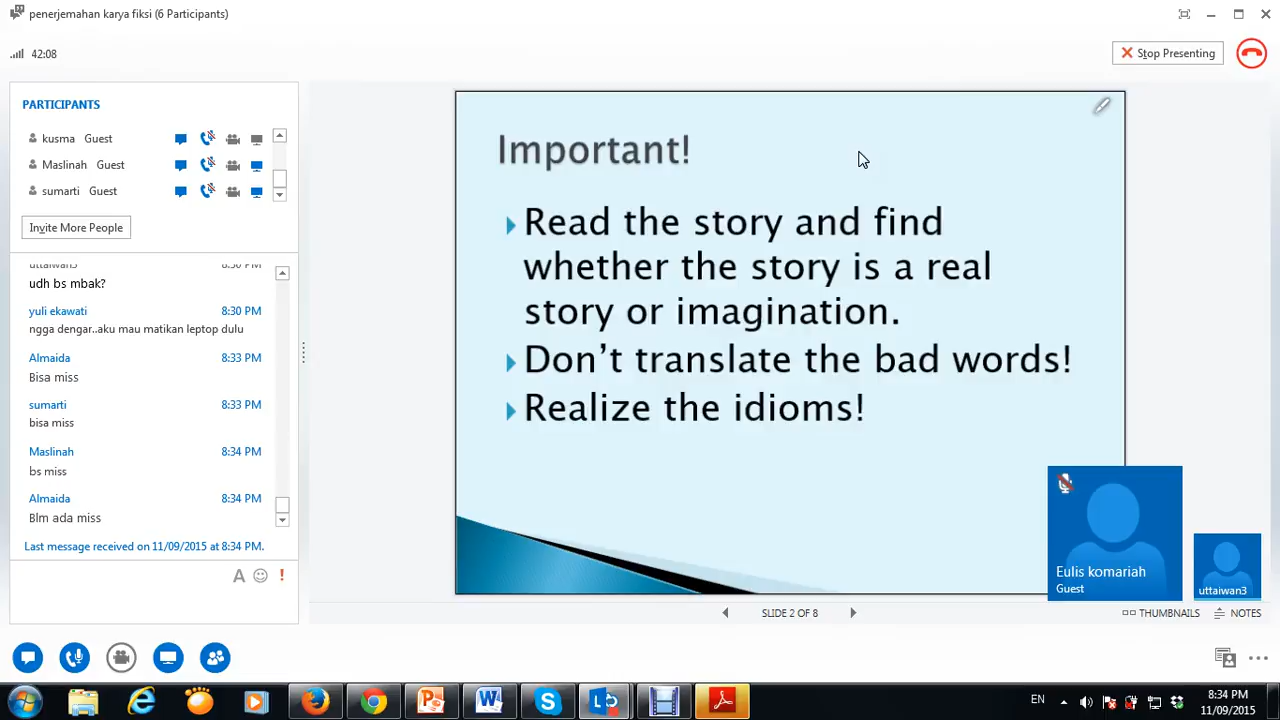 penerjemahan karya fiksi (6 Participants)
42:08
Stop Presenting
PARTICIPANTS
kusma Guest
Maslinah Guest
sumarti Guest
Invite More People
uttaiwan3 8:30 PM
udh bs mbak?
yuli ekawati 8:30 PM
ngga dengar..aku mau matikan leptop dulu
Almaida 8:33 PM
Bisa miss
sumarti 8:33 PM
bisa miss
Maslinah 8:34 PM
bs miss
Almaida 8:34 PM
Blm ada miss
Last message received on 11/09/2015 at 8:34 PM.
Important!
Read the story and find
whether the story is a real
story or imagination.
Don't translate the bad words!
Realize the idioms!
Eulis komariah
Guest
uttaiwan3
SLIDE 2 OF 8
THUMBNAILS
NOTES
EN
8:34 PM
11/09/2015